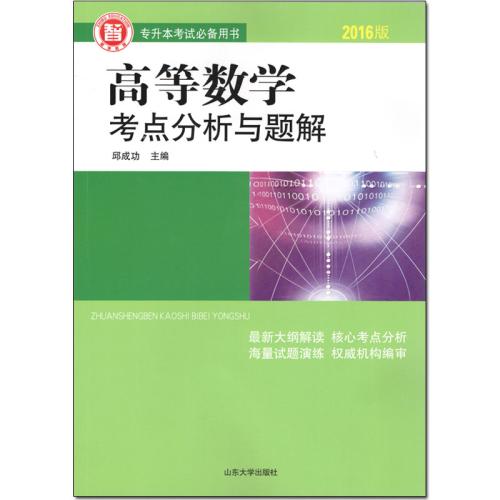 智
专升本考试必备用书
2016版
高等数学
考点分析与题解
邱成功 主编
ZHUANSHENGBEN KAOSHI BIBEI YONGSHU
最新大纲解读 核心考点分析
海量试题演练 权威机构编审
山东大学出版社